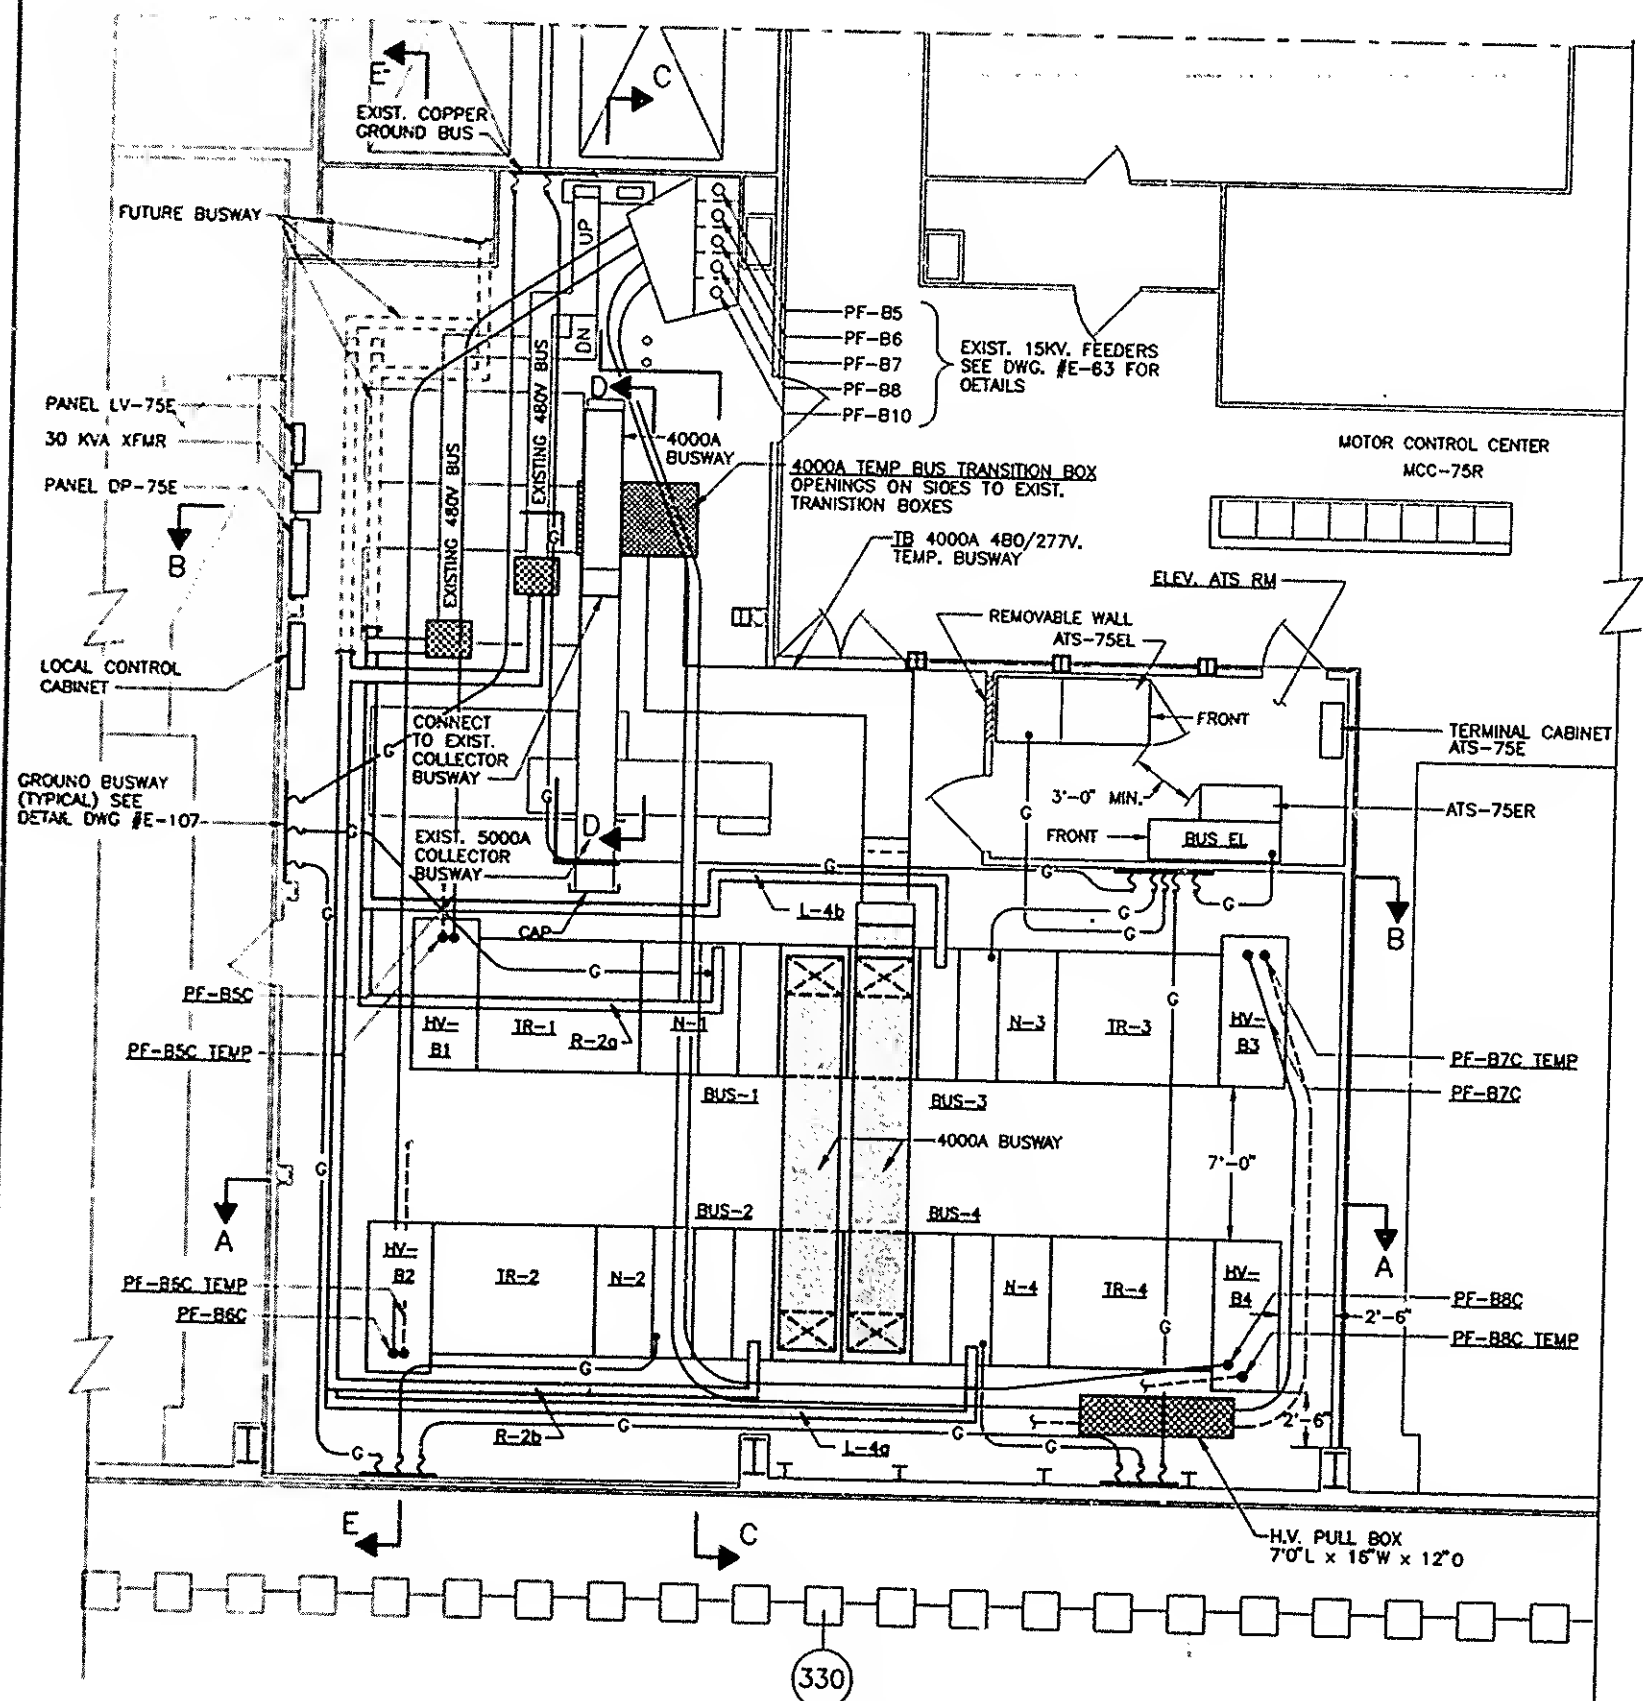 E
C
EXIST. COPPER
GROUND BUS
FUTURE BUSWAY
UP
DN
PF-B5
PF-B6
PF-B7
PF-B8
PF-B10
EXIST. 15KV. FEEDERS
SEE DWG. #E-63 FOR
DETAILS
PANEL LV-75E
30 KVA XFMR
PANEL DP-75E
B
EXISTING 480V BUS
EXISTING 480V BUS
D
4000A
BUSWAY
4000A TEMP BUS TRANSITION BOX
OPENINGS ON SIDES TO EXIST.
TRANISTION BOXES
MOTOR CONTROL CENTER
MCC-75R
G
TB 4000A 480/277V.
TEMP. BUSWAY
ELEV. ATS RM
REMOVABLE WALL
ATS-75EL
LOCAL CONTROL
CABINET
FRONT
TERMINAL CABINET
ATS-75E
CONNECT
TO EXIST.
COLLECTOR
BUSWAY
G
GROUND BUSWAY
(TYPICAL) SEE
DETAIL DWG #E-107
G
G
3'-0" MIN.
G
ATS-75ER
FRONT
BUS EL
EXIST. 5000A
COLLECTOR
BUSWAY
D
G
G
G
L-4b
G
G
G
B
CAP
G
PF-B5C
HV-
B1
TR-1
R-2a
N-1
N-3
TR-3
G
HV-
B3
PF-B5C TEMP
PF-B7C TEMP
PF-B7C
BUS-1
BUS-3
4000A BUSWAY
7'-0"
G
A
BUS-2
BUS-4
A
HV-
B2
TR-2
N-2
N-4
TR-4
HV-
B4
PF-B6C TEMP
PF-B6C
PF-B8C
2'-6"
PF-B8C TEMP
G
G
R-2b
G
L-4a
G
G
G
2'-6"
E
C
H.V. PULL BOX
7'0"L x 15"W x 12"D
330